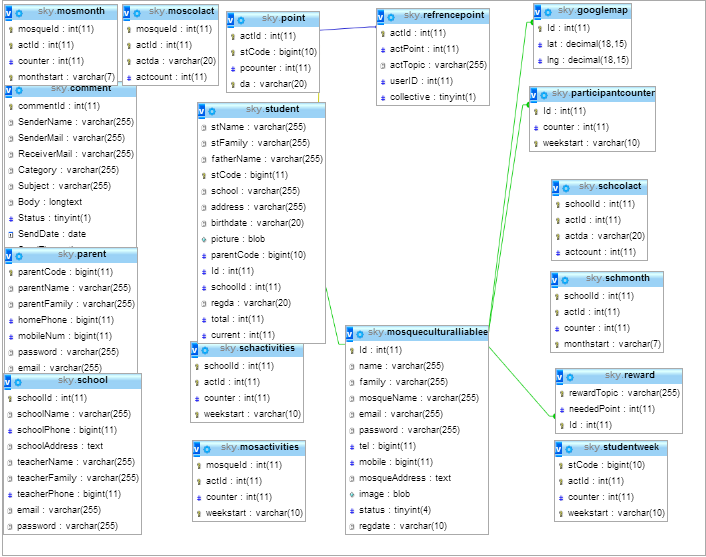 sky.mosmonth
mosqueId : int(11)
actId : int(11)
counter : int(11)
monthstart : varchar(7)
sky.moscolact
mosqueId : int(11)
actId : int(11)
actda : varchar(20)
actcount : int(11)
sky.point
actId : int(11)
stCode : bigint(10)
pcounter : int(11)
da : varchar(20)
sky.refrencepoint
actId : int(11)
actPoint : int(11)
actTopic : varchar(255)
userID : int(11)
collective : tinyint(1)
sky.googlemap
Id : int(11)
lat : decimal(18,15)
lng : decimal(18,15)
sky.comment
commentId : int(11)
SenderName : varchar(255)
SenderMail : varchar(255)
ReceiverMail : varchar(255)
Category : varchar(255)
Subject : varchar(255)
Body : longtext
Status : tinyint(1)
SendDate : date
sky.student
stName : varchar(255)
stFamily : varchar(255)
fatherName : varchar(255)
stCode : bigint(11)
school : varchar(255)
address : varchar(255)
birthdate : varchar(20)
picture : blob
parentCode : bigint(10)
Id : int(11)
schoolId : int(11)
regda : varchar(20)
total : int(11)
current : int(11)
sky.participantcounter
Id : int(11)
counter : int(11)
weekstart : varchar(10)
sky.schcolact
schoolId : int(11)
actId : int(11)
actda : varchar(20)
actcount : int(11)
sky.parent
parentCode : bigint(11)
parentName : varchar(255)
parentFamily : varchar(255)
homePhone : bigint(11)
mobileNum : bigint(11)
password : varchar(255)
email : varchar(255)
sky.schmonth
schoolId : int(11)
actId : int(11)
counter : int(11)
monthstart : varchar(7)
sky.school
schoolId : int(11)
schoolName : varchar(255)
schoolPhone : bigint(11)
schoolAddress : text
teacherName : varchar(255)
teacherFamily : varchar(255)
teacherPhone : bigint(11)
email : varchar(255)
password : varchar(255)
sky.schactivities
schoolId : int(11)
actId : int(11)
counter : int(11)
weekstart : varchar(10)
sky.mosqueculturalliablee
Id : int(11)
name : varchar(255)
family : varchar(255)
mosqueName : varchar(255)
email : varchar(255)
password : varchar(255)
tel : bigint(11)
mobile : bigint(11)
mosqueAddress : text
image : blob
status : tinyint(4)
regdate : varchar(10)
sky.reward
rewardTopic : varchar(255)
neededPoint : int(11)
Id : int(11)
sky.mosactivities
mosqueId : int(11)
actId : int(11)
counter : int(11)
weekstart : varchar(10)
sky.studentweek
stCode : bigint(10)
actId : int(11)
counter : int(11)
weekstart : varchar(10)